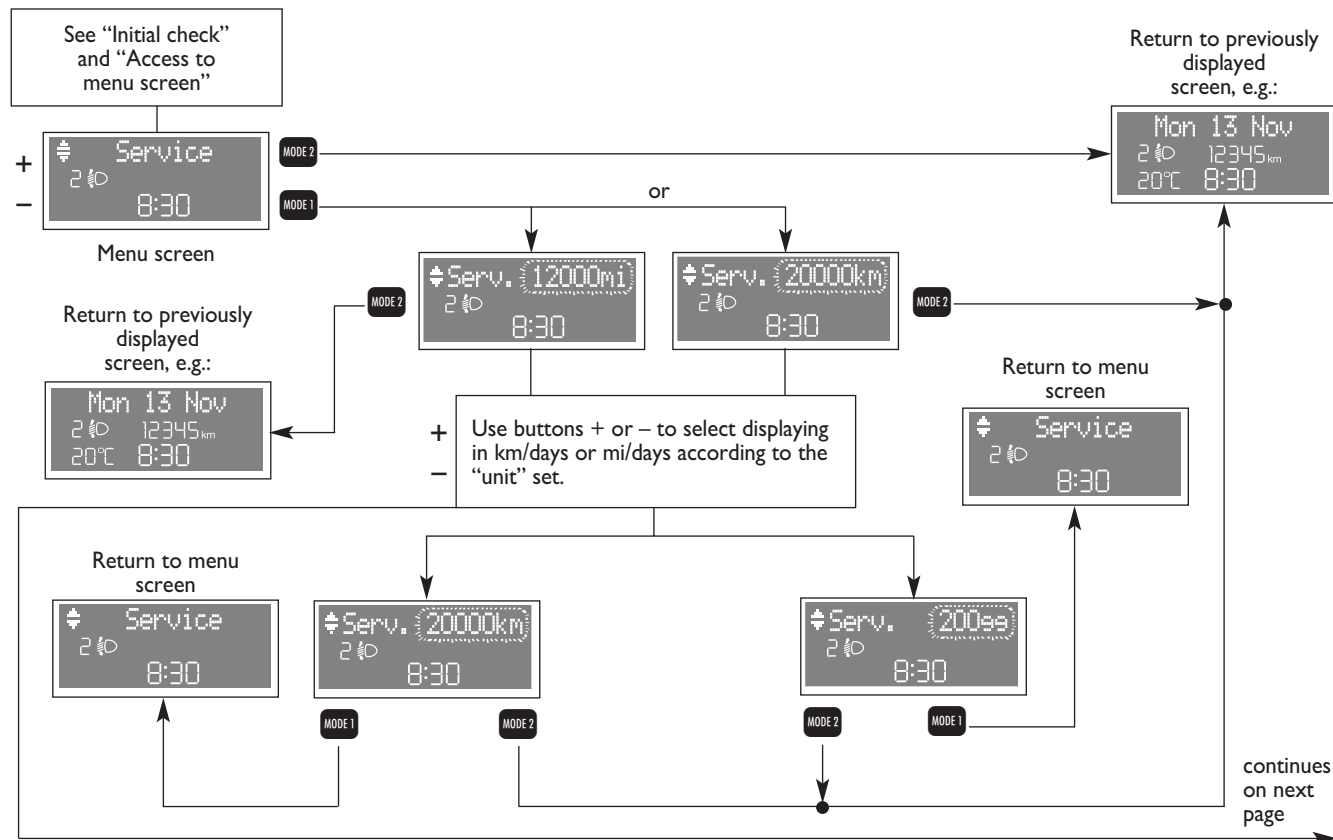 See “Initial check”
and “Access to
menu screen”
Return to previously
displayed
screen, e.g.:
Mon 13 Nov
2 12345 km
20°C 8:30
+
–
Service
2
8:30
MODE 2
MODE 1
Menu screen
or
Serv. 12000mi
2
8:30
MODE 2
Serv. 20000km
2
8:30
MODE 2
Return to previously
displayed
screen, e.g.:
Mon 13 Nov
2 12345 km
20°C 8:30
+
–
Use buttons + or – to select displaying
in km/days or mi/days according to the
“unit” set.
Return to menu
screen
Service
2
8:30
Return to menu
screen
Service
2
8:30
Serv. 20000km
2
8:30
MODE 1
MODE 2
Serv. 200gg
2
8:30
MODE 2
MODE 1
continues
on next
page